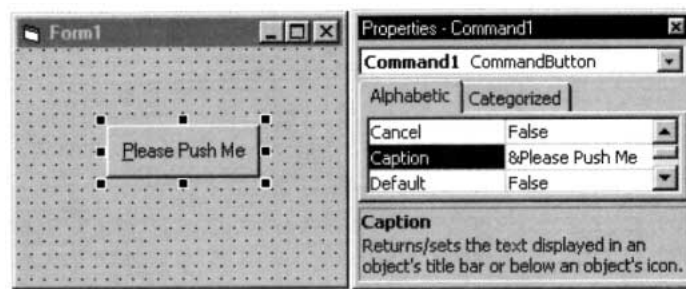 Form1
Please Push Me
Properties - Command1
Command1 CommandButton
Alphabetic Categorized
Cancel False
Caption &Please Push Me
Default False
Caption
Returns/sets the text displayed in an
object's title bar or below an object's icon.